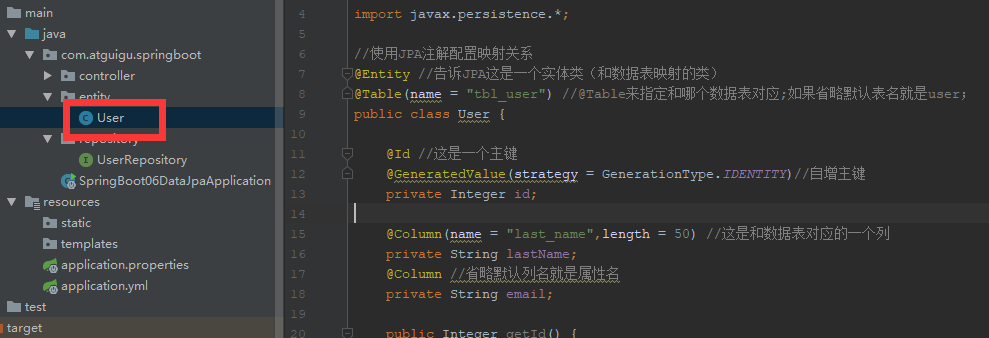 main
java
com.atguigu.springboot
controller
entity
User
repository
UserRepository
SpringBoot06DataJpaApplication
resources
static
templates
application.properties
application.yml
test
target
4 import javax.persistence.*;
5
6 //使用JPA注解配置映射关系
7 @Entity //告诉JPA这是一个实体类（和数据表映射的类）
8 @Table(name = "tbl_user") //@Table来指定和哪个数据表对应;如果省略默认表名就是user；
9 public class User {
10
11 @Id //这是一个主键
12 @GeneratedValue(strategy = GenerationType.IDENTITY)//自增主键
13 private Integer id;
14
15 @Column(name = "last_name",length = 50) //这是和数据表对应的一个列
16 private String lastName;
17 @Column //省略默认列名就是属性名
18 private String email;
19
20 public Integer getId() {